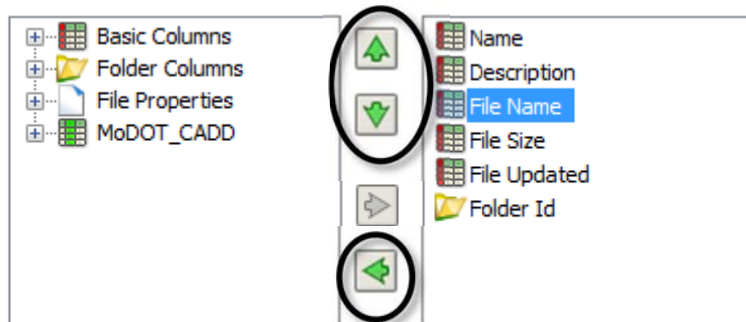 Basic Columns
Folder Columns
File Properties
MoDOT_CADD
Name
Description
File Name
File Size
File Updated
Folder Id